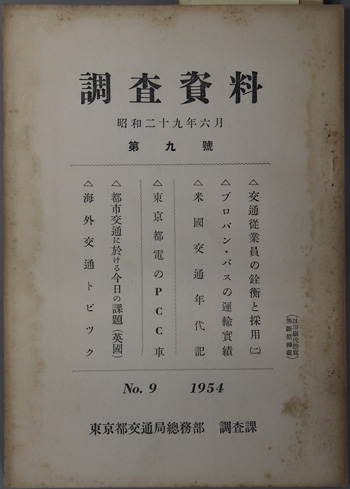 調査資料
昭和二十九年六月
第九號
△交通從業員の銓衡と採用(二)
△プロパン・バスの運輸實績
△米國交通年代記
△東京都電のPCC車
△都市交通に於ける今日の課題(英國)
△海外交通トピツク
No. 9 1954
東京都交通局總務部 調査課